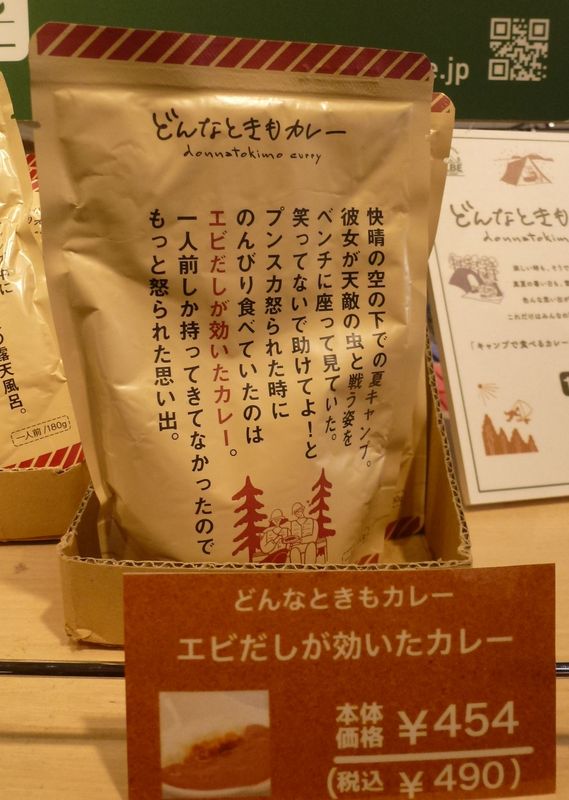 .jp
どんなときもカレー
donnatokimo curry
快晴の空の下での夏キャンプ。
彼女が天敵の虫と戦う姿を
ベンチに座って見ていた。
笑ってないで助けてよ!と
プンスカ怒られた時に
のんびり食べていたのは
エビだしが効いたカレー。
一人前しか持ってきてなかったので
もっと怒られた思い出。
露天風呂。
一人前/180g
どんなときも
donnatokimo
「キャンプで食べるカレー
どんなときもカレー
エビだしが効いたカレー
本体
価格 ¥454
(税込 ¥490)